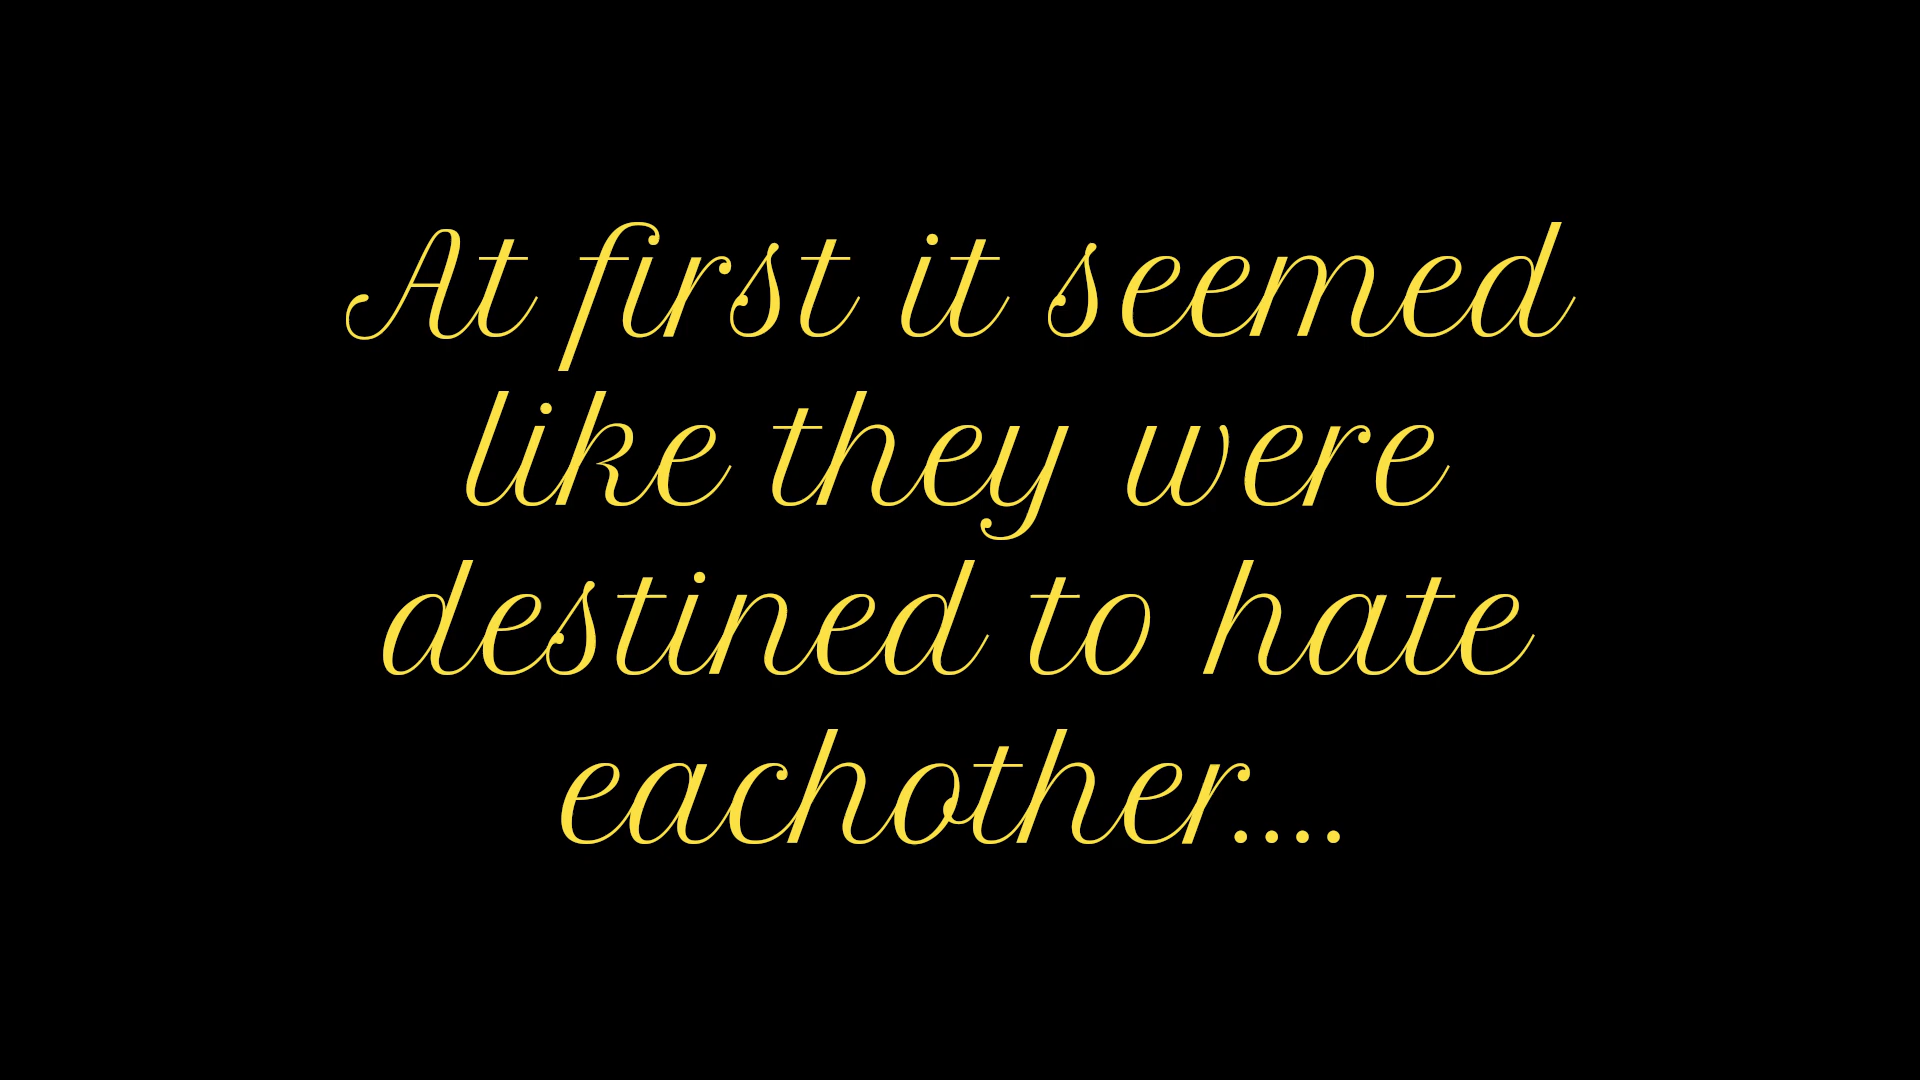 At first it seemed
like they were
destined to hate
eachother....